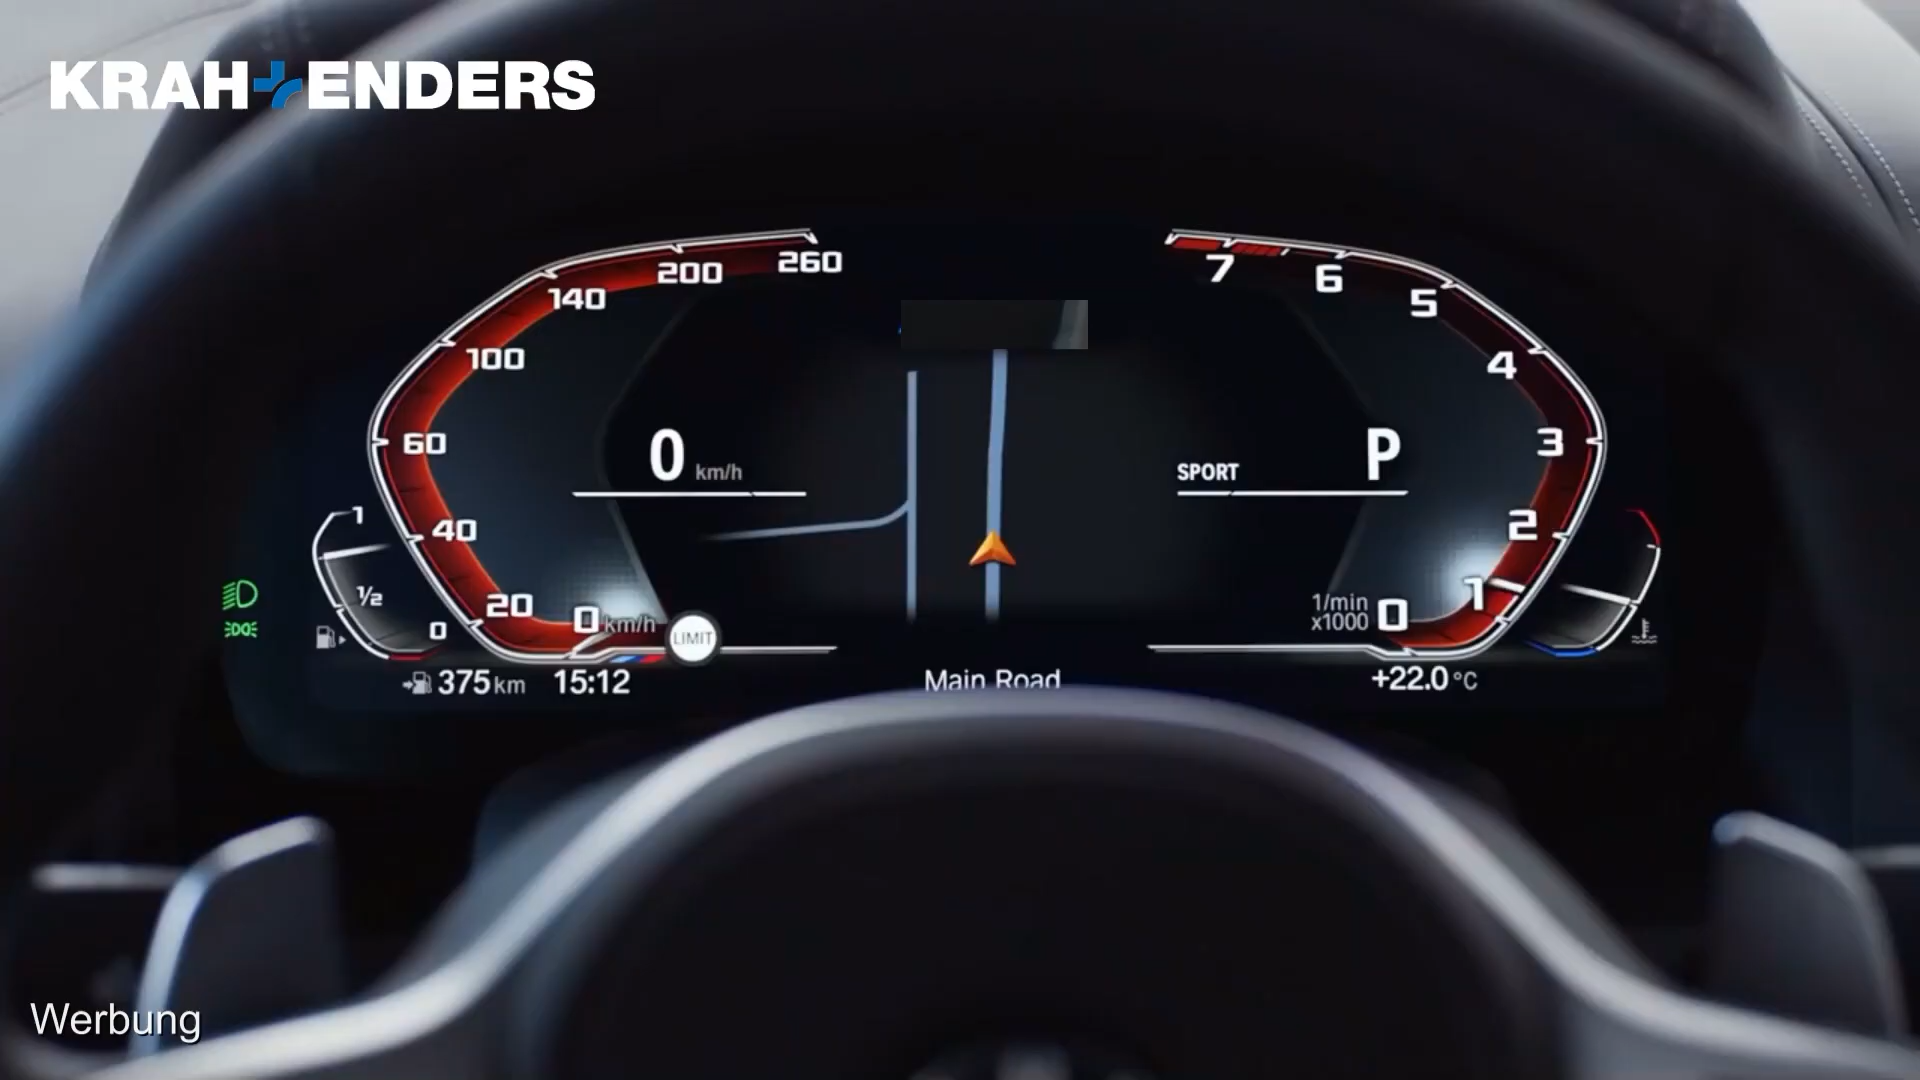 KRAH+ENDERS
260
200
140
100
60
40
20
0 km/h
7
6
5
4
3
2
1
1/min
x1000
0
0 km/h
SPORT
P
1
1/2
0
LIMIT
375 km
15:12
Main Road
+22.0 °C
Werbung